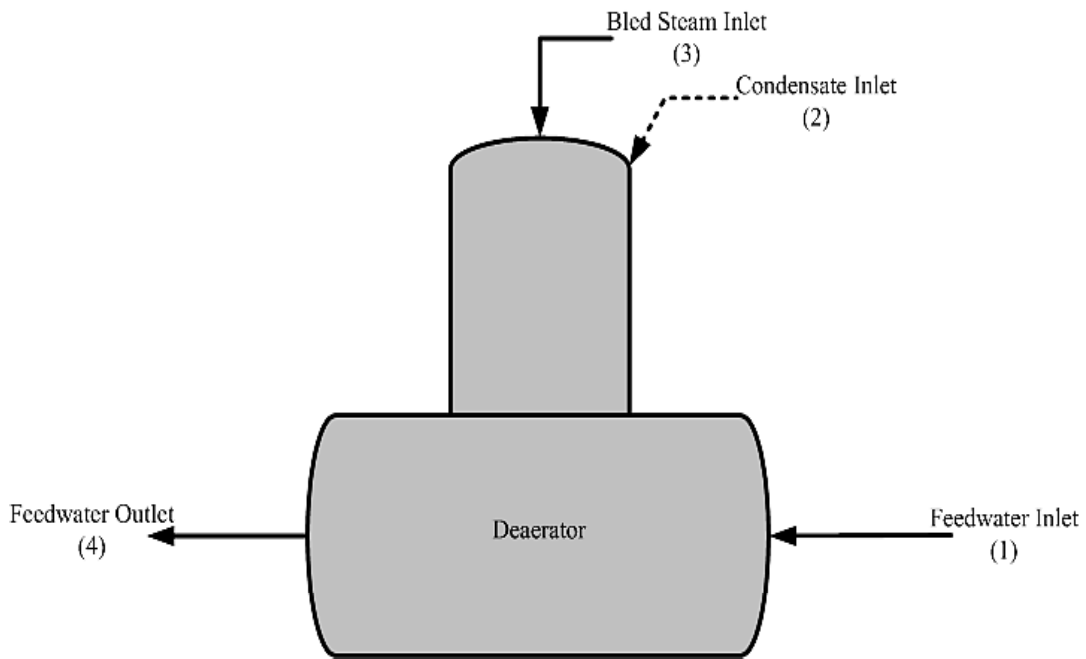 Bled Steam Inlet
(3)
Condensate Inlet
(2)
Feedwater Outlet
(4)
Deaerator
Feedwater Inlet
(1)